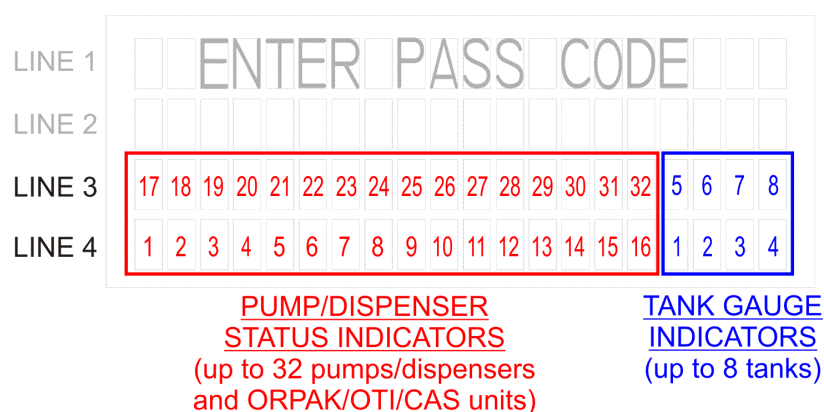 LINE 1 ENTER PASS CODE
LINE 2
LINE 3 17 18 19 20 21 22 23 24 25 26 27 28 29 30 31 32 5 6 7 8
LINE 4 1 2 3 4 5 6 7 8 9 10 11 12 13 14 15 16 1 2 3 4
PUMP/DISPENSER
STATUS INDICATORS
(up to 32 pumps/dispensers
and ORPAK/OTI/CAS units)
TANK GAUGE
INDICATORS
(up to 8 tanks)